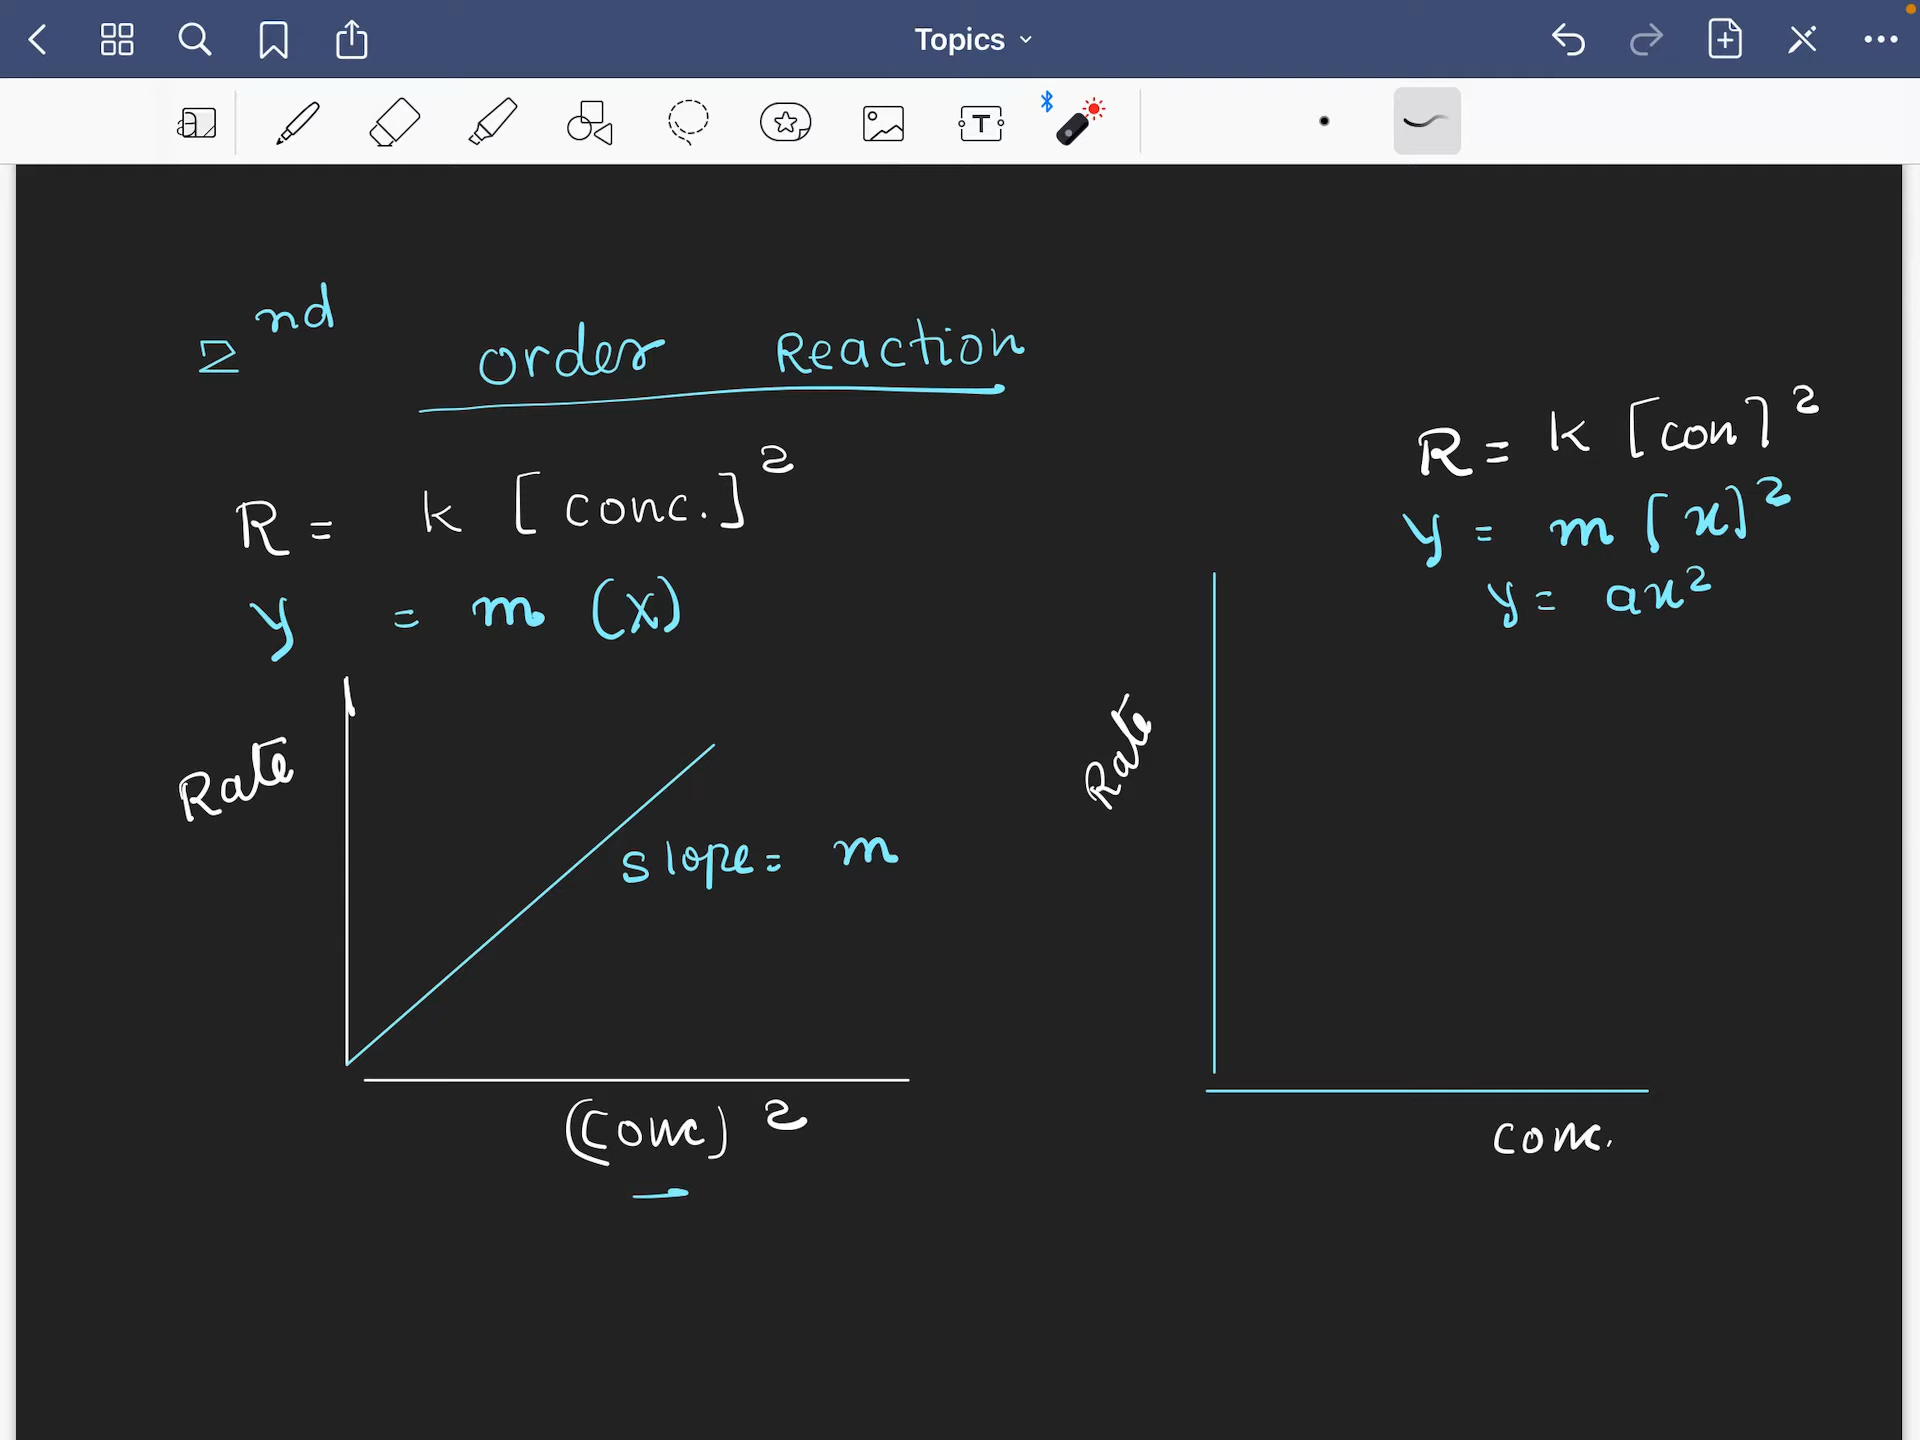 Topics
T
2nd order Reaction
R = k [conc.]2
y = m (x)
Rate
slope = m
(conc)2
R = k [con]2
y = m [x]2
y = ax2
Rate
conc.